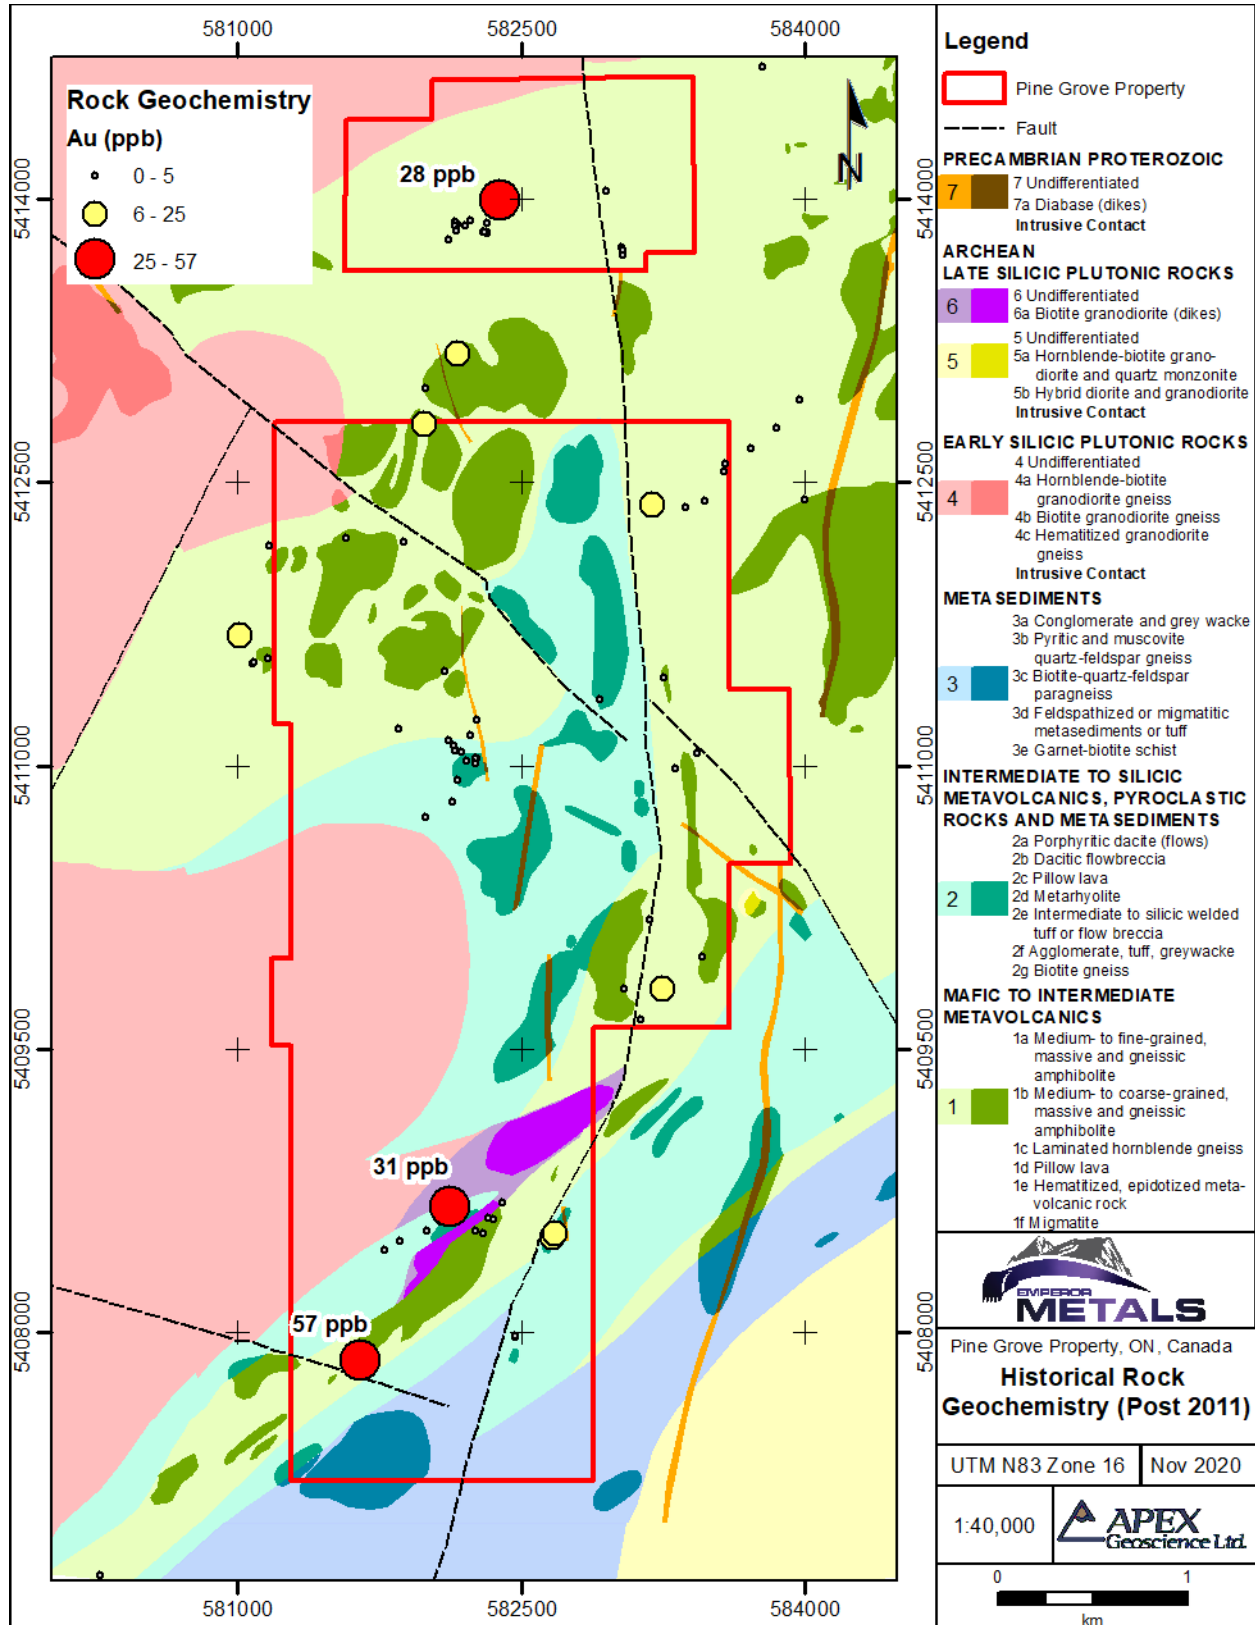 581000 582500 584000
Rock Geochemistry
Au (ppb)
0 - 5
6 - 25
25 - 57
28 ppb
31 ppb
57 ppb
N
5414000 5414000
5412500 5412500
5411000 5411000
5409500 5409500
5408000 5408000
581000 582500 584000
Legend
Pine Grove Property
Fault
PRECAMBRIAN PROTEROZOIC
7
7 Undifferentiated
7a Diabase (dikes)
Intrusive Contact
ARCHEAN
LATE SILICIC PLUTONIC ROCKS
6
6 Undifferentiated
6a Biotite granodiorite (dikes)
5
5 Undifferentiated
5a Hornblende-biotite grano-
diorite and quartz monzonite
5b Hybrid diorite and granodiorite
Intrusive Contact
EARLY SILICIC PLUTONIC ROCKS
4
4 Undifferentiated
4a Hornblende-biotite
granodiorite gneiss
4b Biotite granodiorite gneiss
4c Hematitized granodiorite
gneiss
Intrusive Contact
METASEDIMENTS
3
3a Conglomerate and grey wacke
3b Pyritic and muscovite
quartz-feldspar gneiss
3c Biotite-quartz-feldspar
paragneiss
3d Feldspathized or migmatitic
metasediments or tuff
3e Garnet-biotite schist
INTERMEDIATE TO SILICIC
METAVOLCANICS, PYROCLASTIC
ROCKS AND METASEDIMENTS
2
2a Porphyritic dacite (flows)
2b Dacitic flowbreccia
2c Pillow lava
2d Metarhyolite
2e Intermediate to silicic welded
tuff or flow breccia
2f Agglomerate, tuff, greywacke
2g Biotite gneiss
MAFIC TO INTERMEDIATE
METAVOLCANICS
1
1a Medium- to fine-grained,
massive and gneissic
amphibolite
1b Medium- to coarse-grained,
massive and gneissic
amphibolite
1c Laminated hornblende gneiss
1d Pillow lava
1e Hematitized, epidotized meta-
volcanic rock
1f Migmatite
EMPEROR
METALS
Pine Grove Property, ON, Canada
Historical Rock
Geochemistry (Post 2011)
UTM N83 Zone 16 Nov 2020
1:40,000
APEX
Geoscience Ltd.
0 1
km